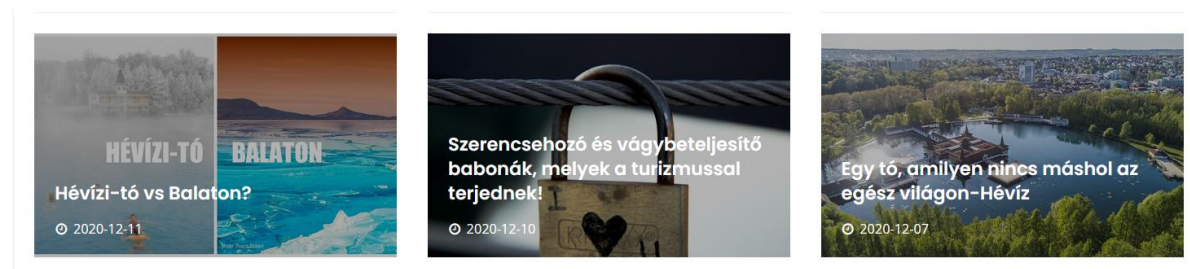 HÉVÍZI-TÓ BALATON
Hévízi-tó vs Balaton?
2020-12-11
Szerencsehozó és vágybeteljesítő
babonák, melyek a turizmussal
terjednek!
2020-12-10
Egy tó, amilyen nincs máshol az
egész világon-Hévíz
2020-12-07